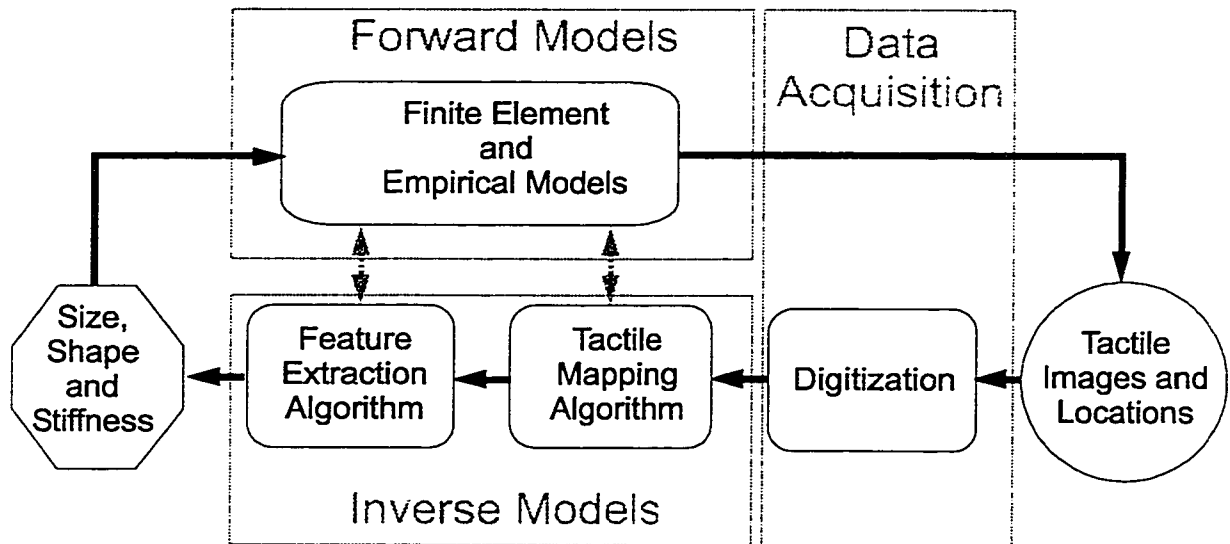 Forward Models
Data
Acquisition
Finite Element
and
Empirical Models
Size,
Shape
and
Stiffness
Feature
Extraction
Algorithm
Tactile
Mapping
Algorithm
Digitization
Tactile
Images and
Locations
Inverse Models